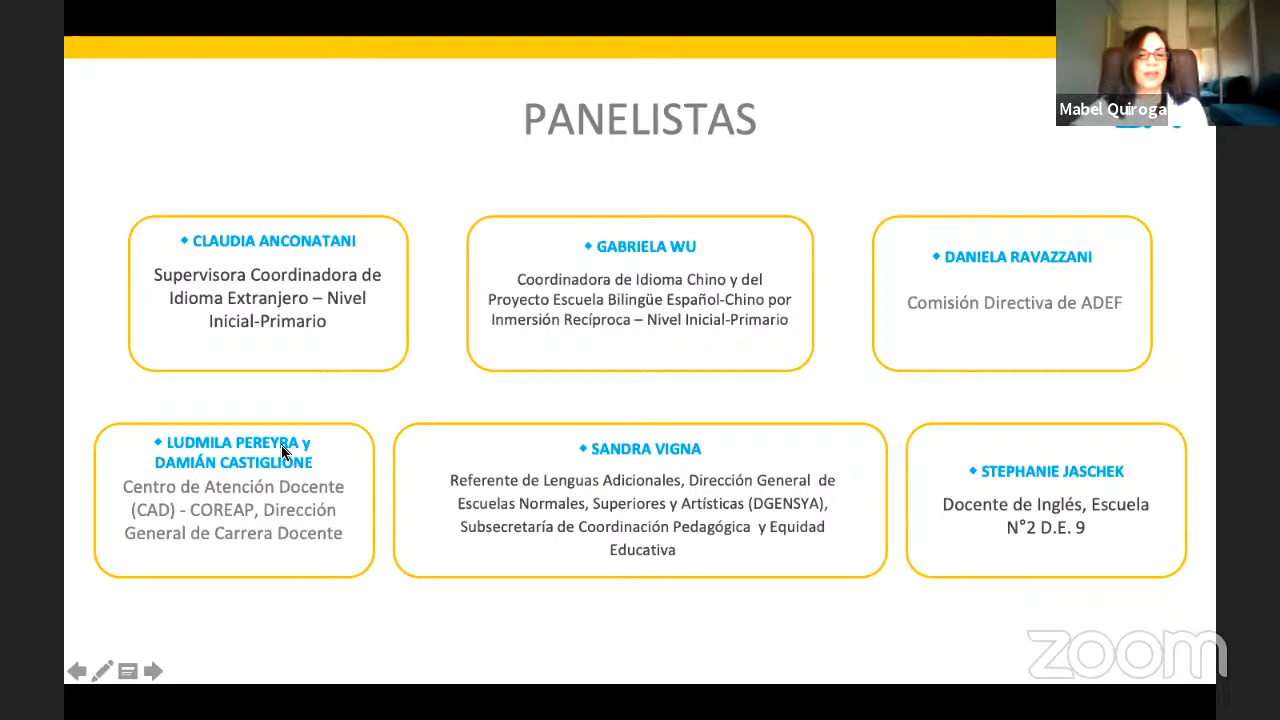 Mabel Quiroga
PANELISTAS
CLAUDIA ANCONATANI
Supervisora Coordinadora de
Idioma Extranjero – Nivel
Inicial-Primario
GABRIELA WU
Coordinadora de Idioma Chino y del
Proyecto Escuela Bilingüe Español-Chino por
Inmersión Recíproca – Nivel Inicial-Primario
DANIELA RAVAZZANI
Comisión Directiva de ADEF
LUDMILA PEREYRA y
DAMIÁN CASTIGLIONE
Centro de Atención Docente
(CAD) - COREAP, Dirección
General de Carrera Docente
SANDRA VIGNA
Referente de Lenguas Adicionales, Dirección General de
Escuelas Normales, Superiores y Artísticas (DGENSYA),
Subsecretaría de Coordinación Pedagógica y Equidad
Educativa
STEPHANIE JASCHEK
Docente de Inglés, Escuela
N°2 D.E. 9
zoom